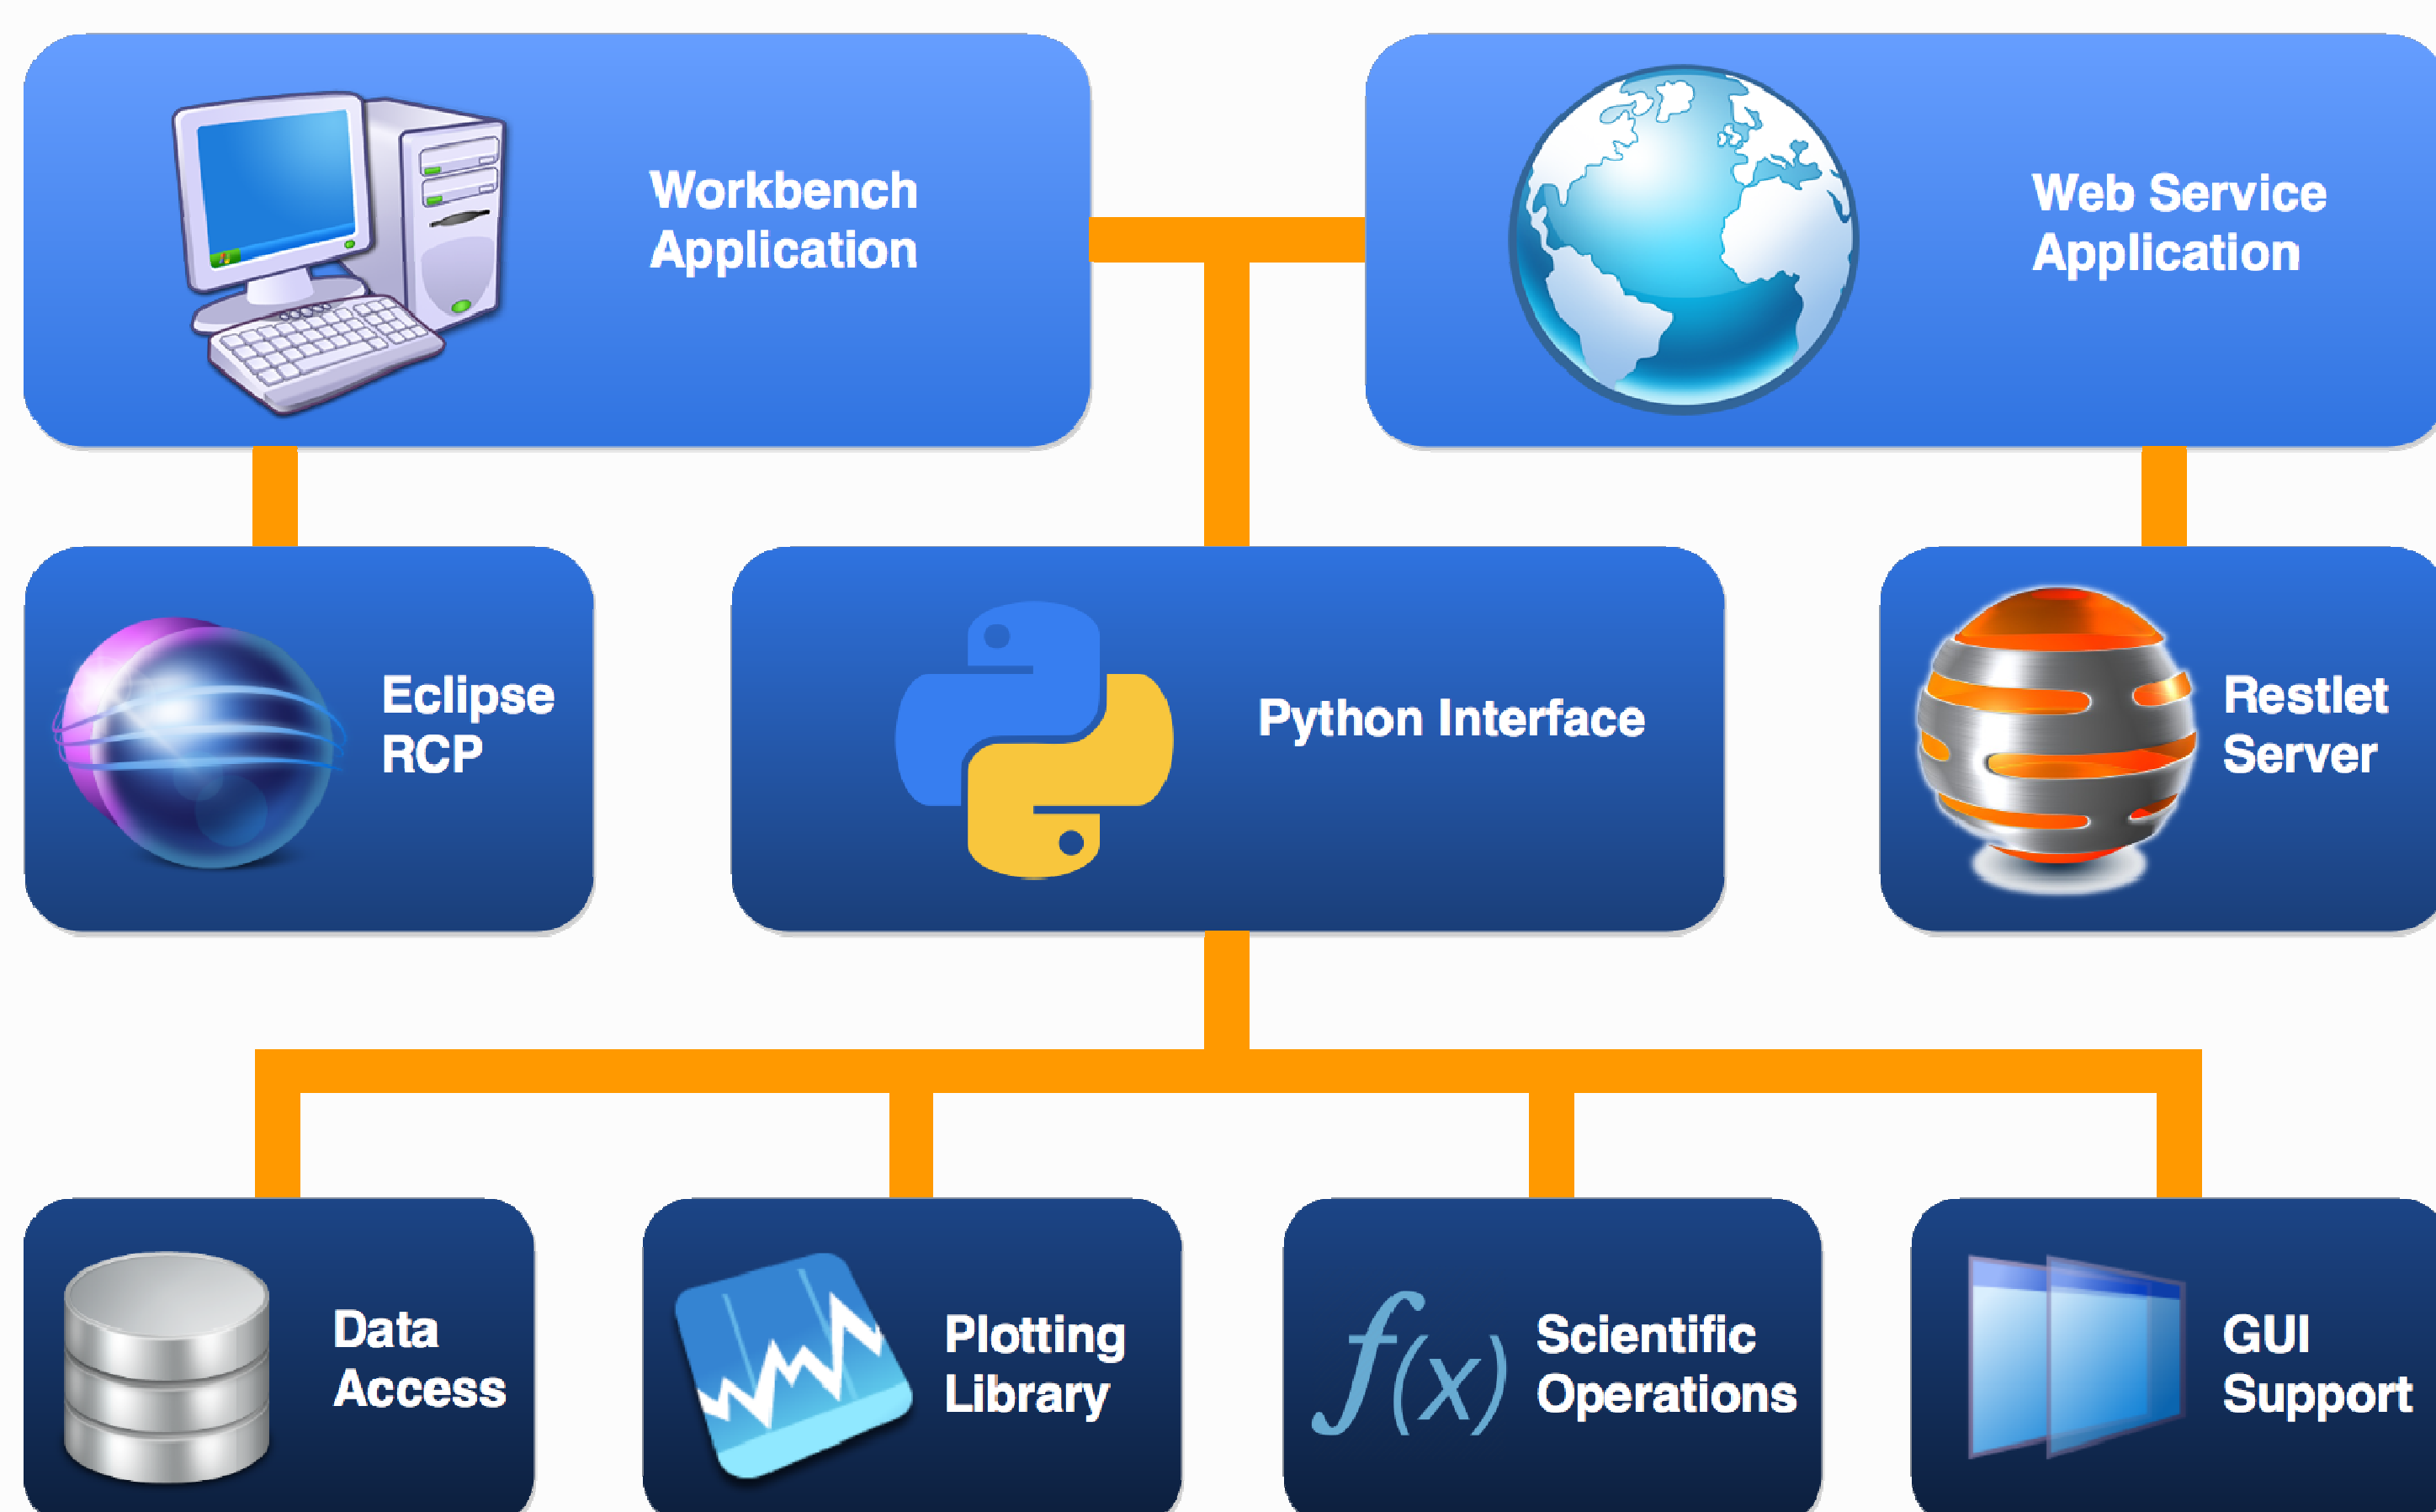 Workbench
Application
Web Service
Application
Eclipse
RCP
Python Interface
Restlet
Server
Data
Access
Plotting
Library
f(x)
Scientific
Operations
GUI
Support